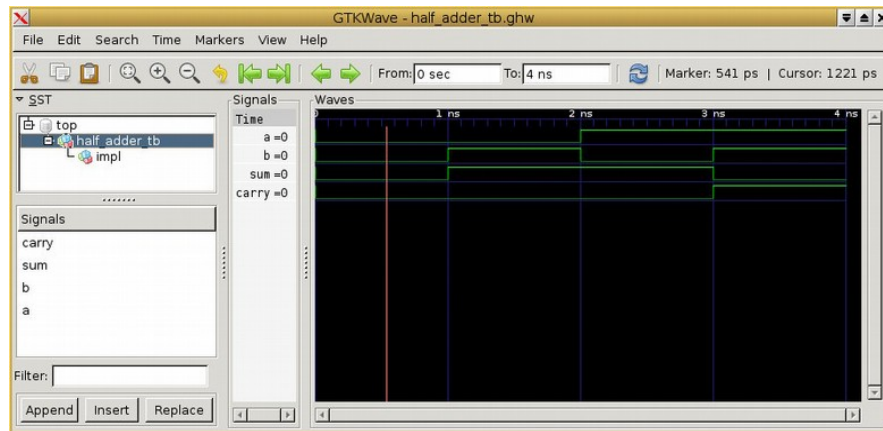 GTKWave - half_adder_tb.ghw
File Edit Search Time Markers View Help
From: 0 sec To: 4 ns Marker: 541 ps | Cursor: 1221 ps
SST
top
half_adder_tb
impl
Signals
carry
sum
b
a
Filter:
Append Insert Replace
Signals
Time
a =0
b =0
sum =0
carry =0
Waves
1 ns 2 ns 3 ns 4 ns